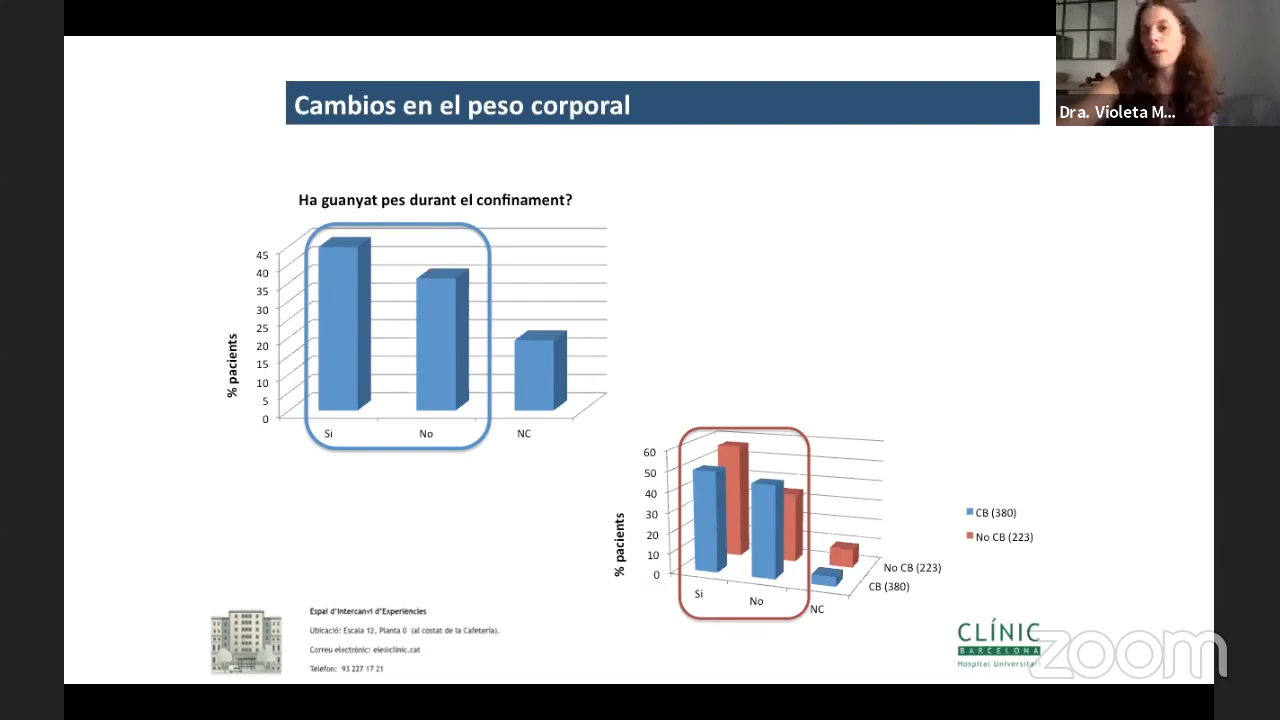 Cambios en el peso corporal
Dra. Violeta M...
Ha guanyat pes durant el confinament?
% pacients
45
40
35
30
25
20
15
10
5
0
Si
No
NC
% pacients
60
50
40
30
20
10
0
Si
No
NC
No CB (223)
CB (380)
CB (380)
No CB (223)
Espai d'Intercanvi d'Experiències
Ubicació: Escala 12, Planta 0 (al costat de la Cafeteria).
Correu electrònic: eie@clinic.cat
Telèfon: 93 227 17 21
CLÍNIC
BARCELONA
Hospital Universitari
zoom